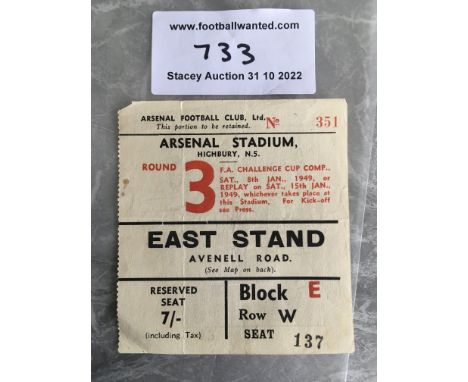 www.footballwanted.com
733
Stacey Auction 31 10 2022
ARSENAL FOOTBALL CLUB, Ltd.
This portion to be retained.
No 351
ARSENAL STADIUM,
HIGHBURY, N.5.
ROUND
3
F.A. CHALLENGE CUP COMP.,
SAT., 8th JAN., 1949, or
REPLAY on SAT., 15th JAN.,
1949, whichever takes place at
this Stadium. For Kick-off
see Press.
EAST STAND
AVENELL ROAD.
(See Map on back).
RESERVED
SEAT
7/-
(including Tax)
Block E
Row W
SEAT 137